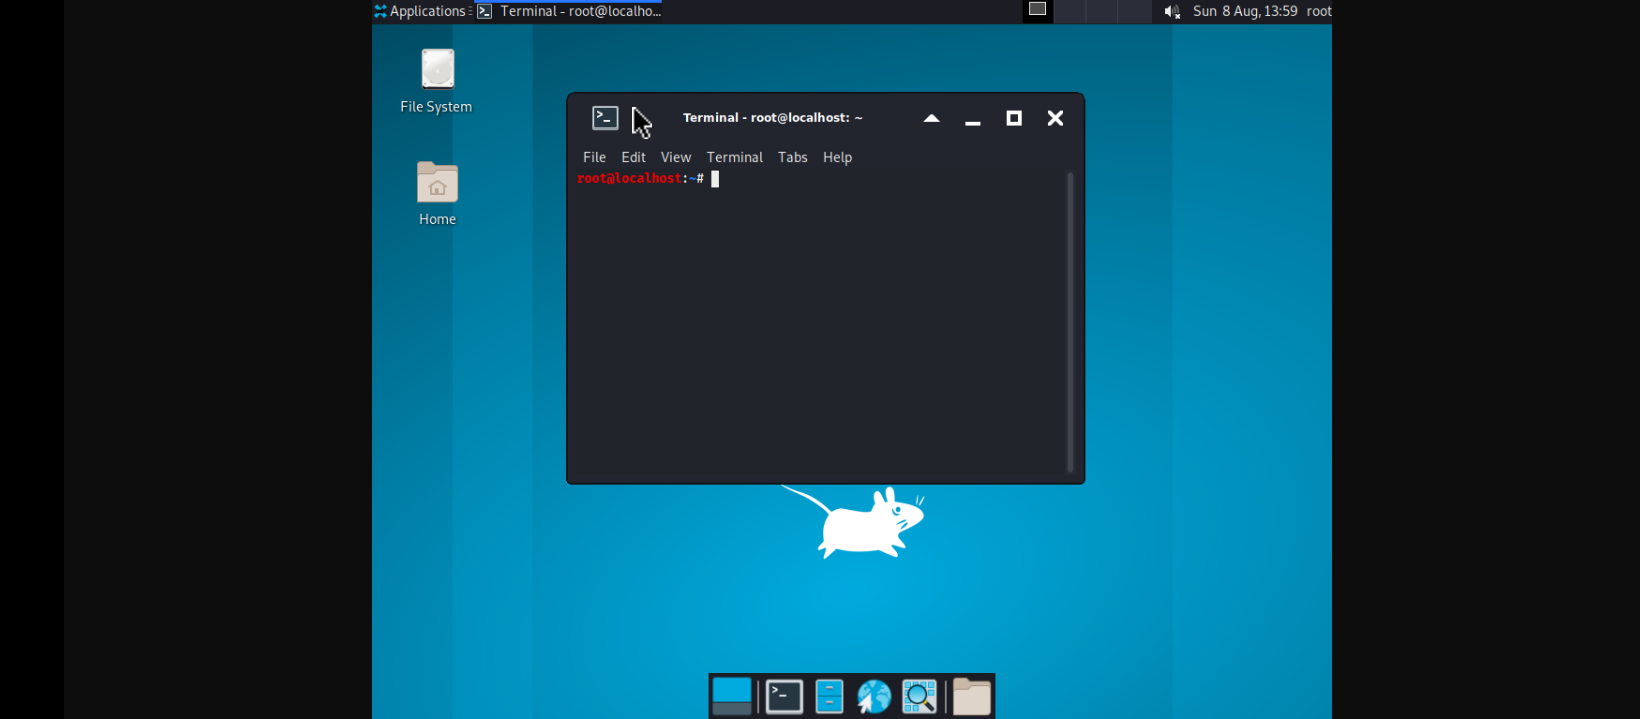 Applications
Terminal - root@localho...
Sun 8 Aug, 13:59 root
File System
Home
Terminal - root@localhost: ~
File Edit View Terminal Tabs Help
root@localhost:~#